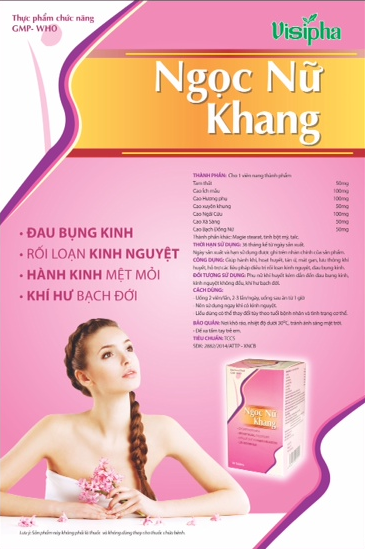 Thực phẩm chức năng
GMP- WHO
Visipha
Ngọc Nữ
Khang
THÀNH PHẦN: Cho 1 viên nang thành phẩm
Tam thất 50mg
Cao Ích mẫu 100mg
Cao Hương phụ 100mg
Cao xuyên khung 50mg
Cao Ngải Cứu 100mg
Cao Xà Sàng 50mg
Cao Bạch Đồng Nữ 50mg
Thành phần khác: Magie stearat, tinh bột mỳ, talc.
THỜI HẠN SỬ DỤNG: 36 tháng kể từ ngày sản xuất
Ngày sản xuất và hạn sử dụng được ghi trên nhãn chính của sản phẩm.
CÔNG DỤNG: Giúp hành khí, hoạt huyết, tán ứ, mát gan, lưu thông khí
huyết, hỗ trợ các liệu pháp điều trị rối loạn kinh nguyệt, đau bụng kinh.
ĐỐI TƯỢNG SỬ DỤNG: Phụ nữ khí huyết kém dẫn đến đau bụng kinh,
kinh nguyệt không đều, khí hư bạch đới.
CÁCH DÙNG:
- Uống 2 viên/lần, 2-3 lần/ngày, uống sau ăn từ 1 giờ
- Nên sử dụng ngay khi có kinh nguyệt.
- Liều dùng có thể thay đổi tùy theo tuổi bệnh nhân và tình trạng cơ thể.
BẢO QUẢN: Nơi khô ráo, nhiệt độ dưới 30°C, tránh ánh sáng mặt trời.
- Để xa tầm tay trẻ em.
TIÊU CHUẨN: TCCS
SĐK: 2882/2014/ATTP - XNCB
• ĐAU BỤNG KINH
• RỐI LOẠN KINH NGUYỆT
• HÀNH KINH MỆT MỎI
• KHÍ HƯ BẠCH ĐỚI
Ngọc Nữ
Khang
Lưu ý: Sản phẩm này không phải là thuốc và không dùng thay cho thuốc chữa bệnh.